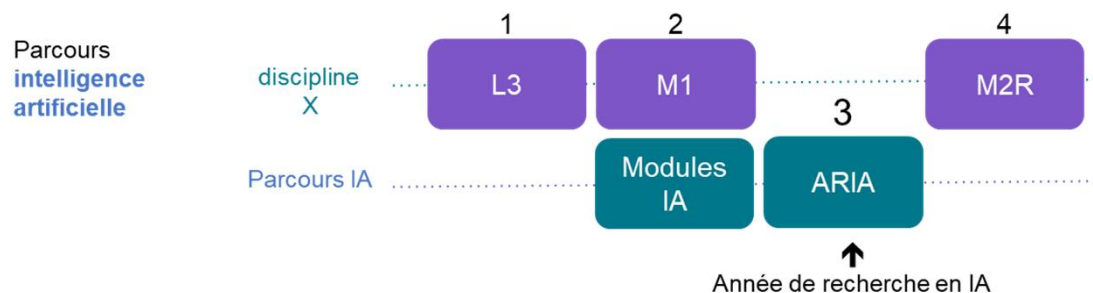 Parcours
intelligence
artificielle
1
2
4
discipline
X
L3
M1
3
M2R
Parcours IA
Modules
IA
ARIA
Année de recherche en IA